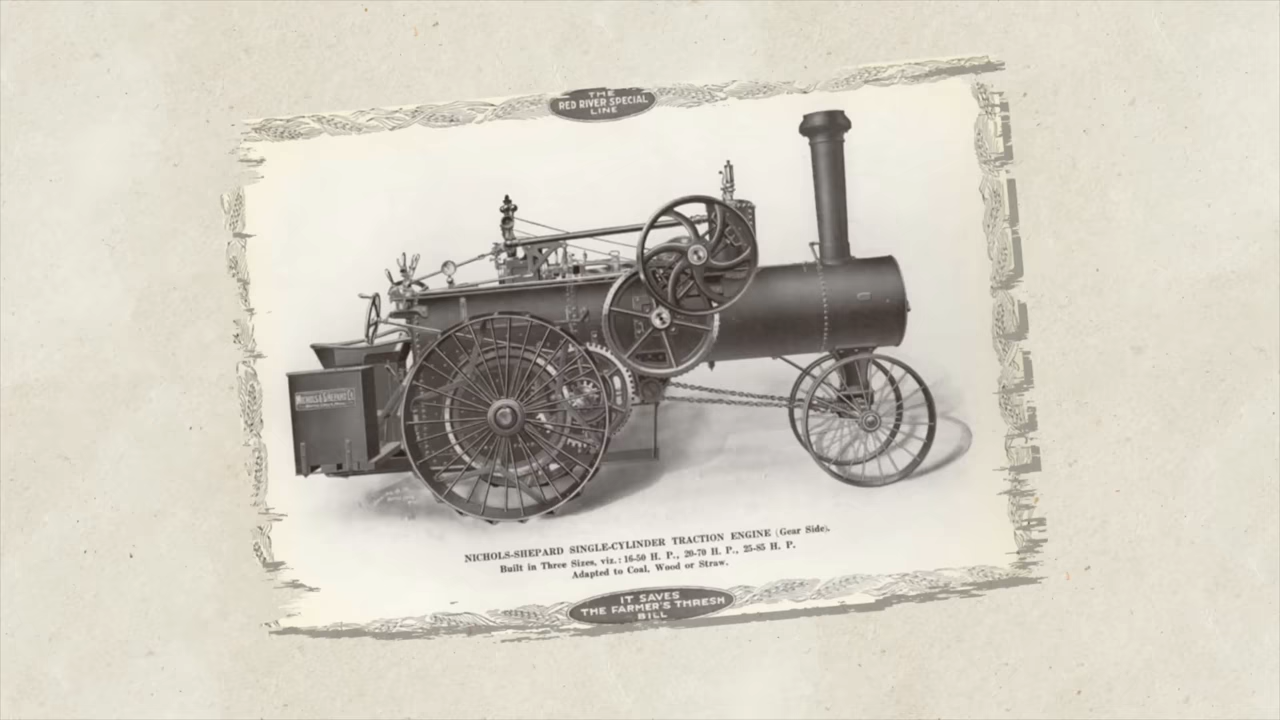 THE
RED RIVER SPECIAL
LINE
NICHOLS & SHEPARD CO.
NICHOLS-SHEPARD SINGLE-CYLINDER TRACTION ENGINE (Gear Side).
Built in Three Sizes, viz.: 16-50 H. P., 20-70 H. P., 25-85 H. P.
Adapted to Coal, Wood or Straw.
IT SAVES
THE FARMER'S THRESH
BILL